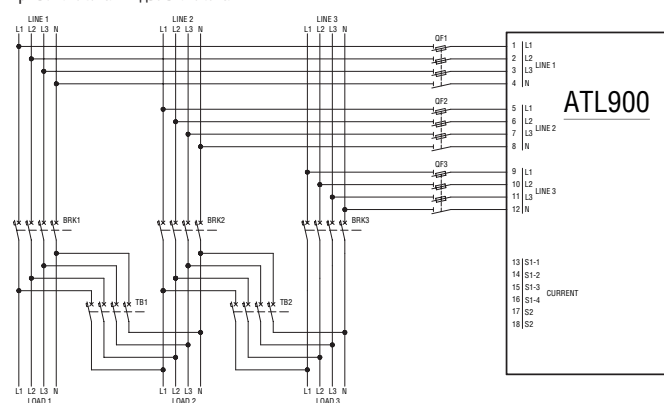 LINE 1 LINE 2 LINE 3
L1 L2 L3 N L1 L2 L3 N L1 L2 L3 N
QF1
1 L1
2 L2
3 L3
4 N
LINE 1
ATL900
QF2
5 L1
6 L2
7 L3
8 N
LINE 2
QF3
9 L1
10 L2
11 L3
12 N
LINE 3
BRK1 BRK2 BRK3
13 S1-1
14 S1-2
15 S1-3
16 S1-4
17 S2
18 S2
CURRENT
TB1 TB2
L1 L2 L3 N L1 L2 L3 N L1 L2 L3 N
LOAD 1 LOAD 2 LOAD 3